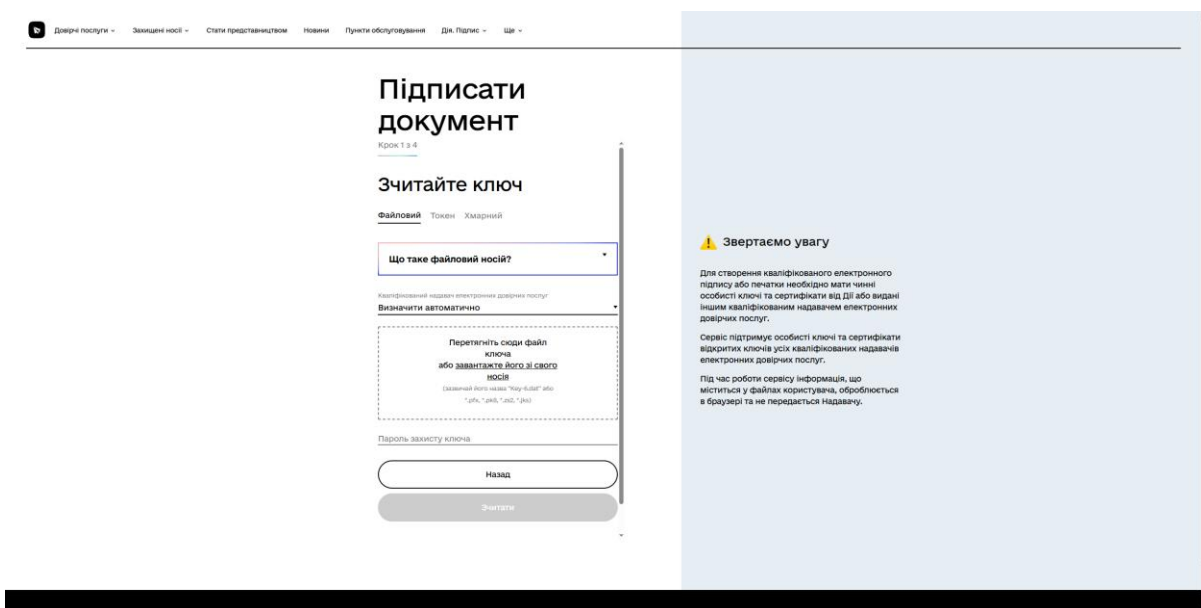 Довірчі послуги
Захищені носії
Стати представництвом
Новини
Пункти обслуговування
Дія. Підпис
Ще
Підписати
документ
Крок 1 з 4
Зчитайте ключ
Файловий Токен Хмарний
Що таке файловий носій?
Кваліфікований надавач електронних довірчих послуг
Визначити автоматично
Перетягніть сюди файл
ключа
або завантажте його зі свого
носія
(зазвичай його назва "Key-6.dat" або
*.pfx, *.pk8, *.zs2, *.jks)
Пароль захисту ключа
Назад
Зчитати
Звертаємо увагу
Для створення кваліфікованого електронного
підпису або печатки необхідно мати чинні
особисті ключі та сертифікати від Дії або видані
іншим кваліфікованим надавачем електронних
довірчих послуг.
Сервіс підтримує особисті ключі та сертифікати
відкритих ключів усіх кваліфікованих надавачів
електронних довірчих послуг.
Під час роботи сервісу інформація, що
міститься у файлах користувача, оброблюється
в браузері та не передається Надавачу.